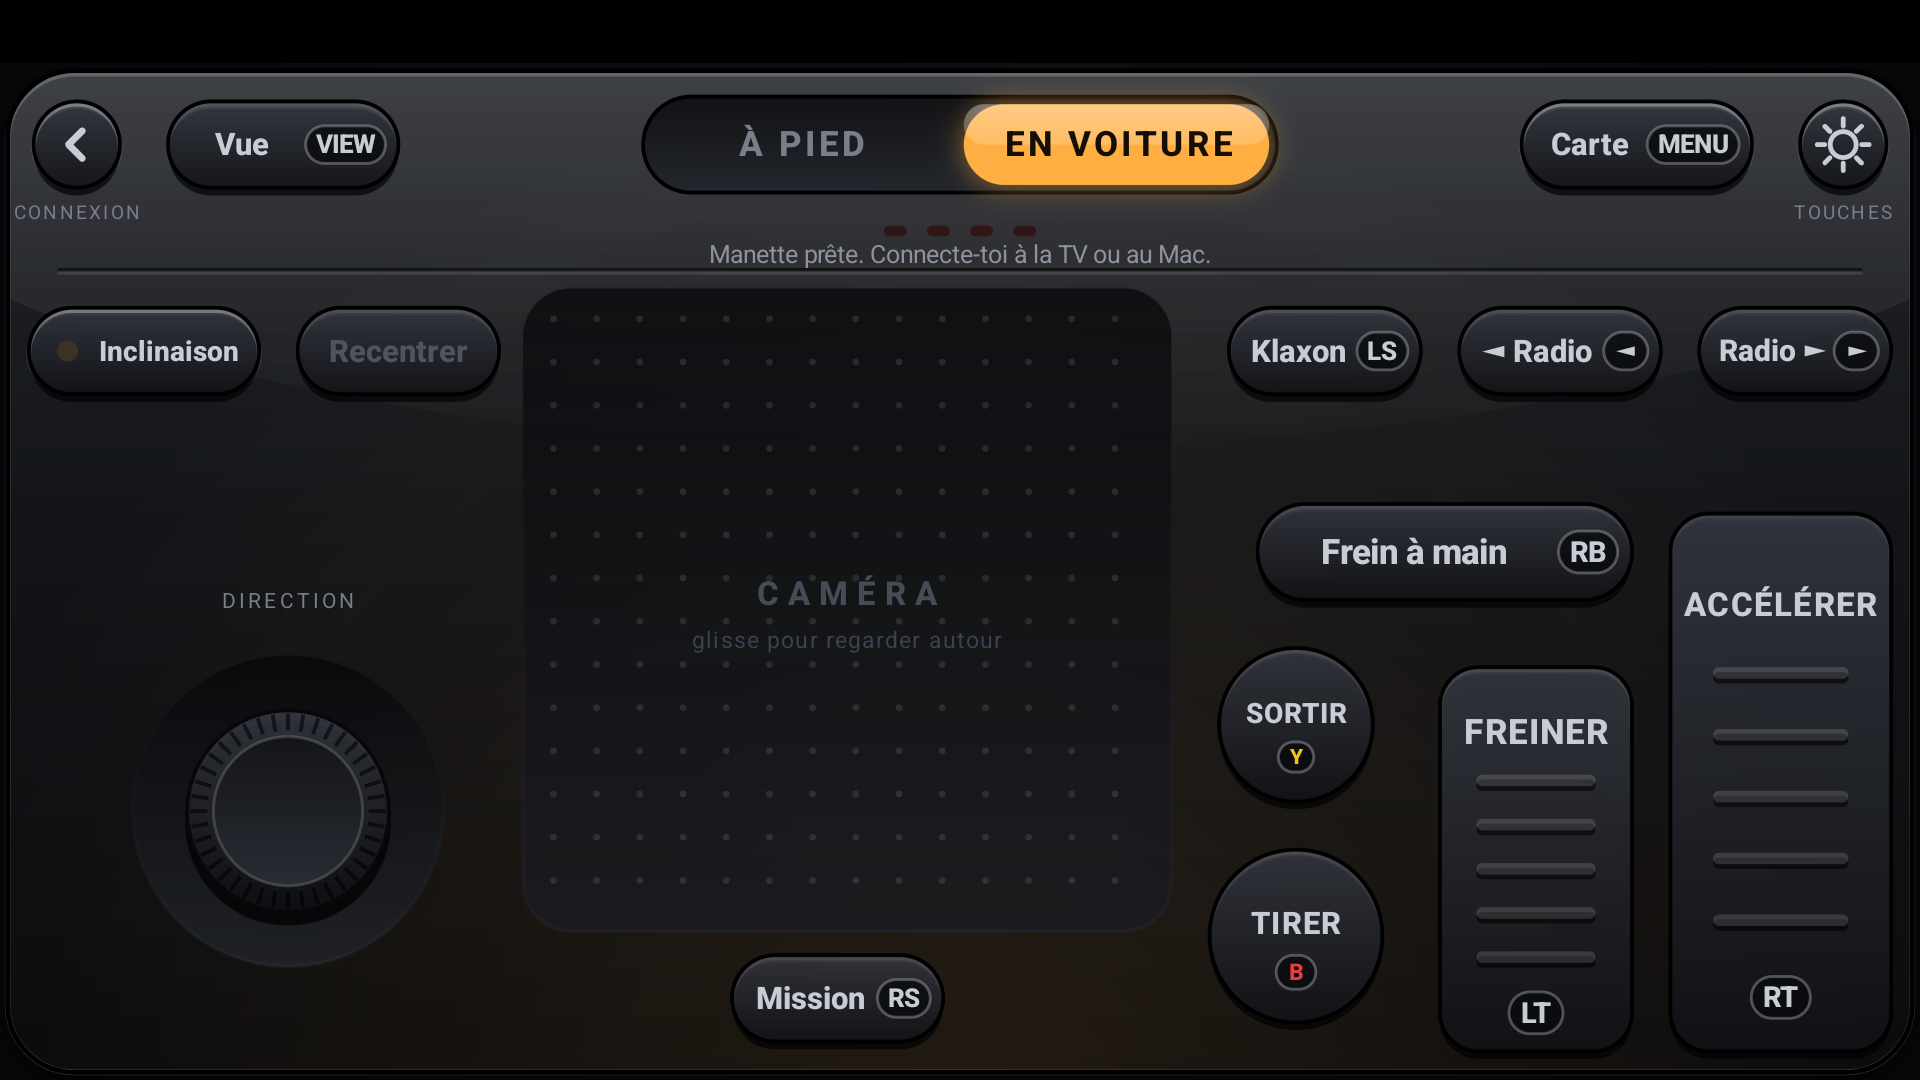 Vue VIEW
À PIED
EN VOITURE
Carte MENU
CONNEXION
TOUCHES
Manette prête. Connecte-toi à la TV ou au Mac.
Inclinaison
Recentrer
Klaxon LS
◄ Radio ◄
Radio ► ►
Frein à main RB
ACCÉLÉRER
DIRECTION
CAMÉRA
glisse pour regarder autour
SORTIR
Y
FREINER
TIRER
B
Mission RS
LT
RT